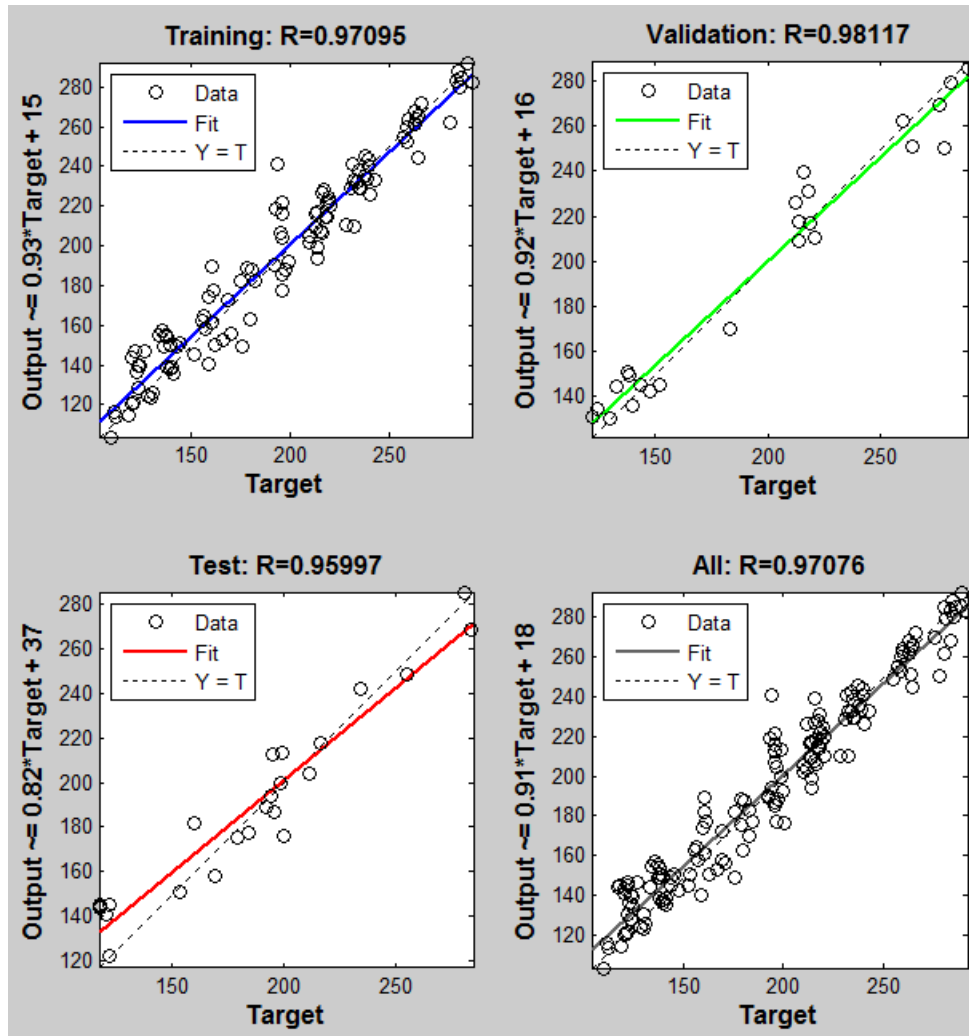 Training: R=0.97095
Output ~= 0.93*Target + 15
280
260
240
220
200
180
160
140
120
Data
Fit
Y = T
150
200
250
Target
Validation: R=0.98117
Output ~= 0.92*Target + 16
280
260
240
220
200
180
160
140
Data
Fit
Y = T
150
200
250
Target
Test: R=0.95997
Output ~= 0.82*Target + 37
280
260
240
220
200
180
160
140
120
Data
Fit
Y = T
150
200
250
Target
All: R=0.97076
Output ~= 0.91*Target + 18
280
260
240
220
200
180
160
140
120
Data
Fit
Y = T
150
200
250
Target